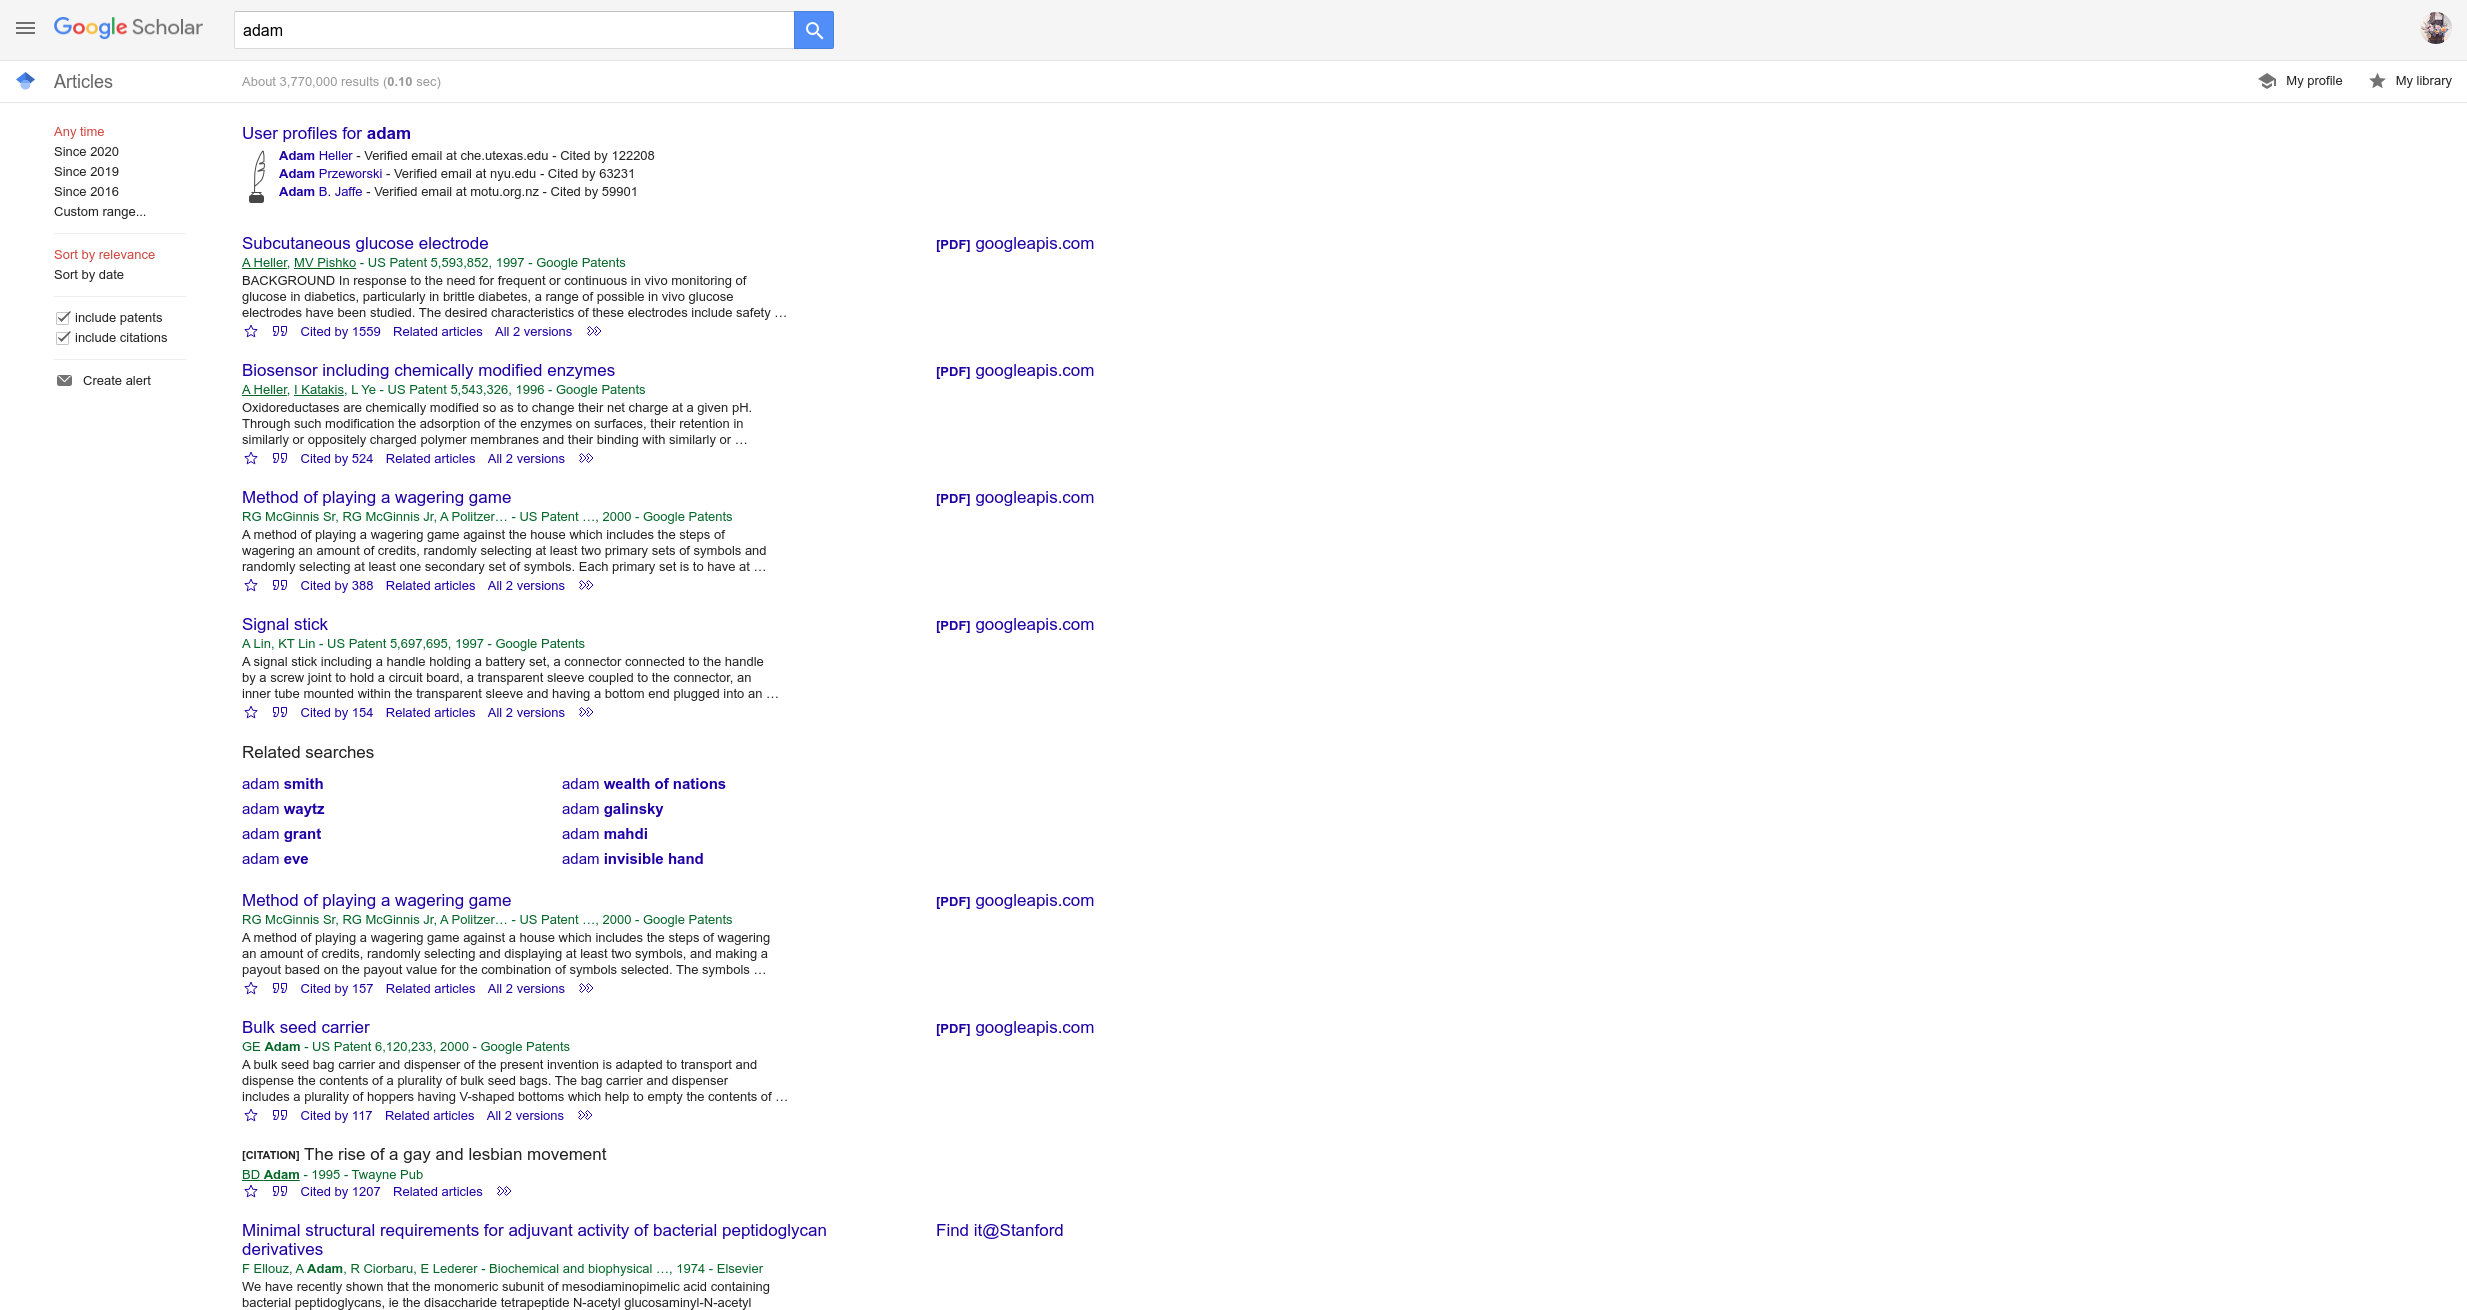 Google Scholar
adam
Articles
About 3,770,000 results (0.10 sec)
My profile
My library
Any time
Since 2020
Since 2019
Since 2016
Custom range...
Sort by relevance
Sort by date
include patents
include citations
Create alert
User profiles for adam
Adam Heller - Verified email at che.utexas.edu - Cited by 122208
Adam Przeworski - Verified email at nyu.edu - Cited by 63231
Adam B. Jaffe - Verified email at motu.org.nz - Cited by 59901
Subcutaneous glucose electrode
[PDF] googleapis.com
A Heller, MV Pishko - US Patent 5,593,852, 1997 - Google Patents
BACKGROUND In response to the need for frequent or continuous in vivo monitoring of
glucose in diabetics, particularly in brittle diabetes, a range of possible in vivo glucose
electrodes have been studied. The desired characteristics of these electrodes include safety …
Cited by 1559 Related articles All 2 versions
Biosensor including chemically modified enzymes
[PDF] googleapis.com
A Heller, I Katakis, L Ye - US Patent 5,543,326, 1996 - Google Patents
Oxidoreductases are chemically modified so as to change their net charge at a given pH.
Through such modification the adsorption of the enzymes on surfaces, their retention in
similarly or oppositely charged polymer membranes and their binding with similarly or …
Cited by 524 Related articles All 2 versions
Method of playing a wagering game
[PDF] googleapis.com
RG McGinnis Sr, RG McGinnis Jr, A Politzer… - US Patent …, 2000 - Google Patents
A method of playing a wagering game against the house which includes the steps of
wagering an amount of credits, randomly selecting at least two primary sets of symbols and
randomly selecting at least one secondary set of symbols. Each primary set is to have at …
Cited by 388 Related articles All 2 versions
Signal stick
[PDF] googleapis.com
A Lin, KT Lin - US Patent 5,697,695, 1997 - Google Patents
A signal stick including a handle holding a battery set, a connector connected to the handle
by a screw joint to hold a circuit board, a transparent sleeve coupled to the connector, an
inner tube mounted within the transparent sleeve and having a bottom end plugged into an …
Cited by 154 Related articles All 2 versions
Related searches
adam smith
adam wealth of nations
adam waytz
adam galinsky
adam grant
adam mahdi
adam eve
adam invisible hand
Method of playing a wagering game
[PDF] googleapis.com
RG McGinnis Sr, RG McGinnis Jr, A Politzer… - US Patent …, 2000 - Google Patents
A method of playing a wagering game against a house which includes the steps of wagering
an amount of credits, randomly selecting and displaying at least two symbols, and making a
payout based on the payout value for the combination of symbols selected. The symbols …
Cited by 157 Related articles All 2 versions
Bulk seed carrier
[PDF] googleapis.com
GE Adam - US Patent 6,120,233, 2000 - Google Patents
A bulk seed bag carrier and dispenser of the present invention is adapted to transport and
dispense the contents of a plurality of bulk seed bags. The bag carrier and dispenser
includes a plurality of hoppers having V-shaped bottoms which help to empty the contents of …
Cited by 117 Related articles All 2 versions
[CITATION] The rise of a gay and lesbian movement
BD Adam - 1995 - Twayne Pub
Cited by 1207 Related articles
Minimal structural requirements for adjuvant activity of bacterial peptidoglycan
derivatives
Find it@Stanford
F Ellouz, A Adam, R Ciorbaru, E Lederer - Biochemical and biophysical …, 1974 - Elsevier
We have recently shown that the monomeric subunit of mesodiaminopimelic acid containing
bacterial peptidoglycans, ie the disaccharide tetrapeptide N-acetyl glucosaminyl-N-acetyl